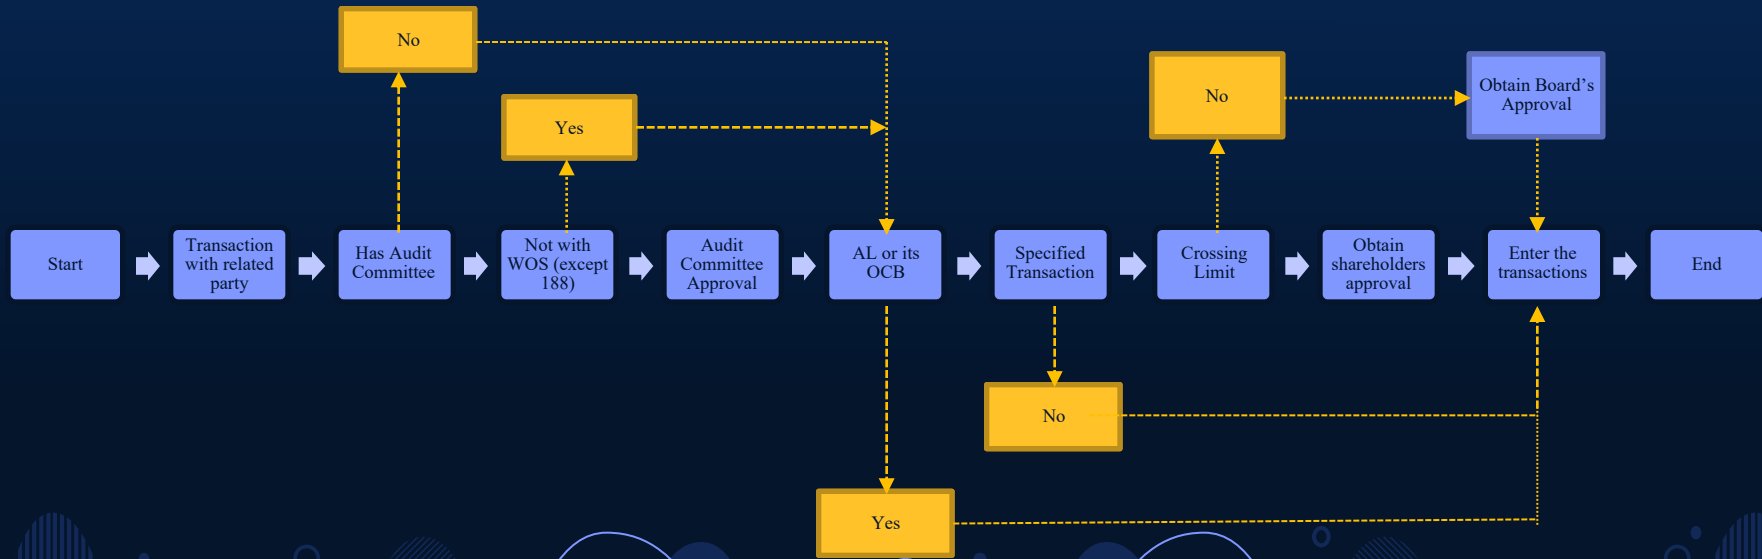 No
Yes
No
Obtain Board’s
Approval
Start
Transaction
with related
party
Has Audit
Committee
Not with
WOS (except
188)
Audit
Committee
Approval
AL or its
OCB
Specified
Transaction
Crossing
Limit
Obtain
shareholders
approval
Enter the
transactions
End
No
Yes